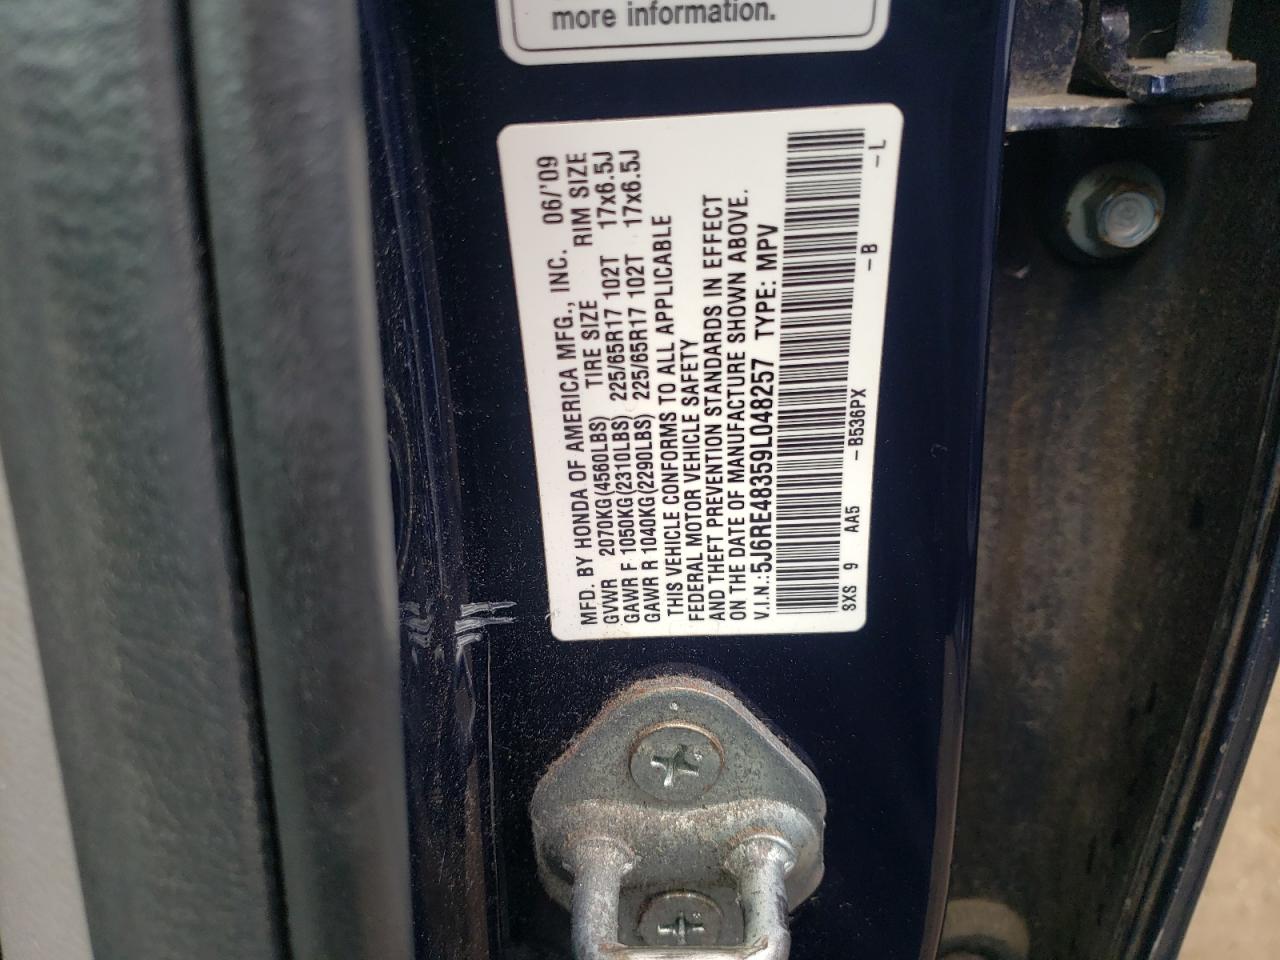 more information.
MFD. BY HONDA OF AMERICA MFG., INC. 06/'09
GVWR 2070KG(4560LBS) TIRE SIZE RIM SIZE
GAWR F 1050KG(2310LBS) 225/65R17 102T 17x6.5J
GAWR R 1040KG(2290LBS) 225/65R17 102T 17x6.5J
THIS VEHICLE CONFORMS TO ALL APPLICABLE
FEDERAL MOTOR VEHICLE SAFETY
AND THEFT PREVENTION STANDARDS IN EFFECT
ON THE DATE OF MANUFACTURE SHOWN ABOVE.
V.I.N.:5J6RE48359L048257 TYPE: MPV
SXS 9 AA5 -B536PX -B -L